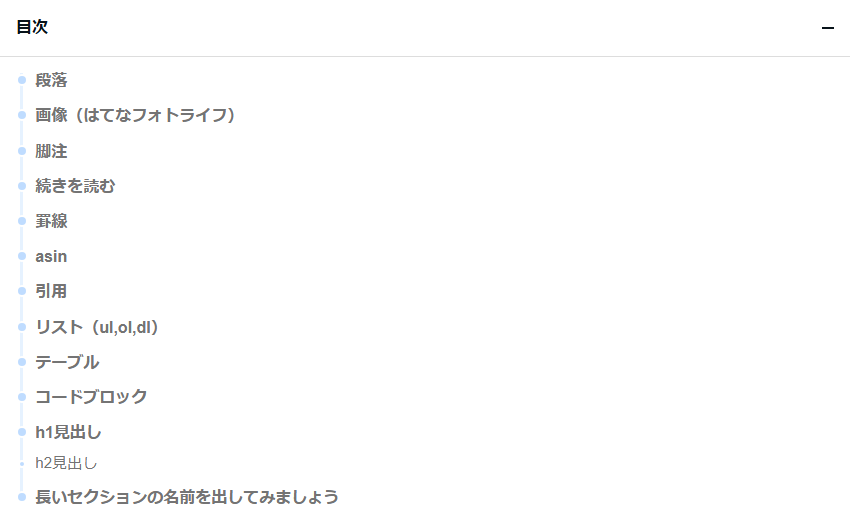 目次
段落
画像（はてなフォトライフ）
脚注
続きを読む
罫線
asin
引用
リスト（ul,ol,dl）
テーブル
コードブロック
h1見出し
h2見出し
長いセクションの名前を出してみましょう